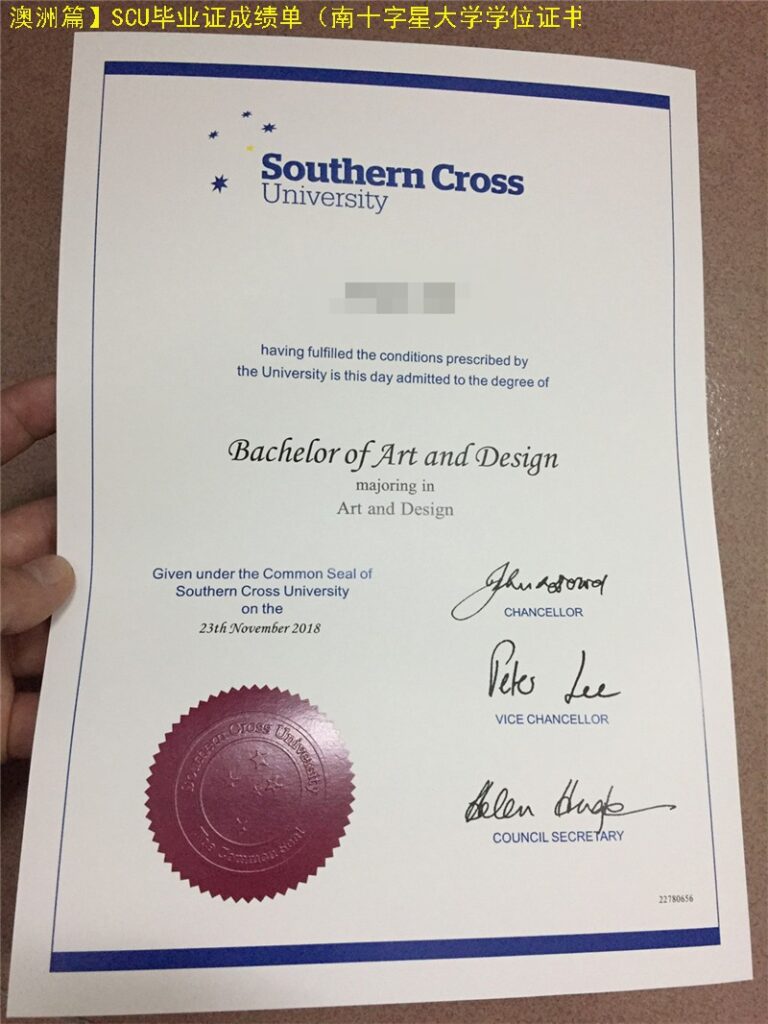 澳洲篇】SCU毕业证成绩单（南十字星大学学位证书
Southern Cross
University
having fulfilled the conditions prescribed by
the University is this day admitted to the degree of
Bachelor of Art and Design
majoring in
Art and Design
Given under the Common Seal of
Southern Cross University
on the
23th November 2018
CHANCELLOR
Peter Lee
VICE CHANCELLOR
Helen Hughe
COUNCIL SECRETARY
Southern Cross University
The Common Seal
22780656